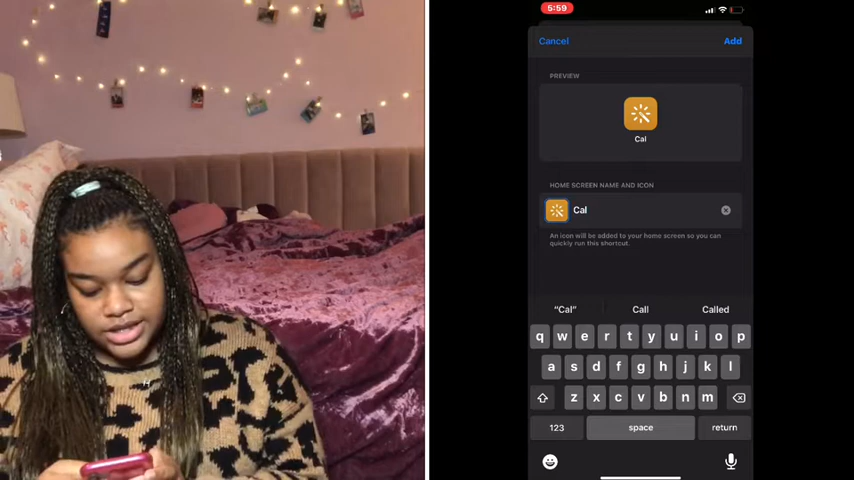 5:59
Cancel Add
PREVIEW
Cal
HOME SCREEN NAME AND ICON
Cal
An icon will be added to your home screen so you can
quickly run this shortcut.
"Cal" Call Called
q w e r t y u i o p
a s d f g h j k l
z x c v b n m
123 space return